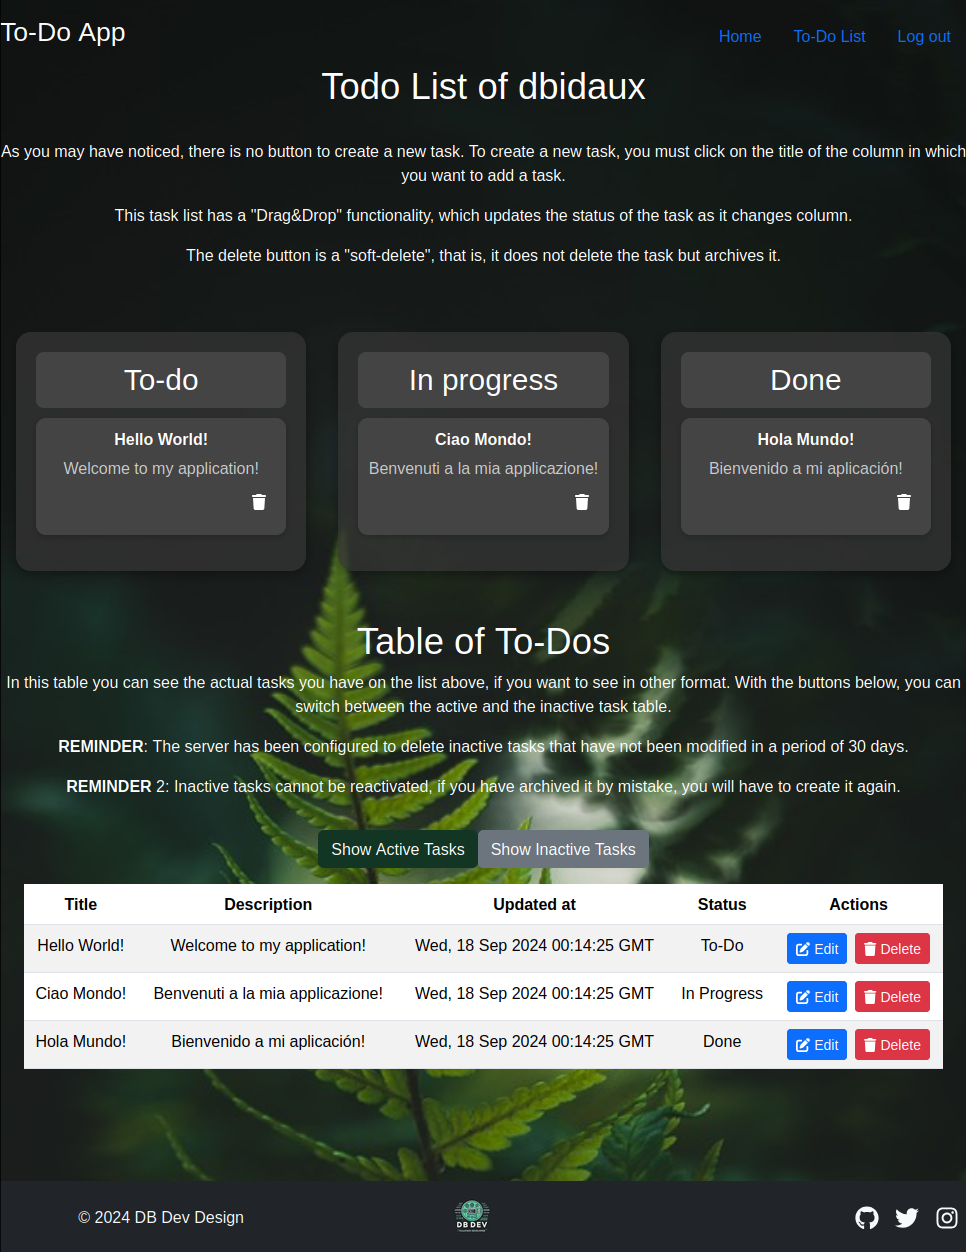 To-Do App
Home To-Do List Log out
Todo List of dbidaux
As you may have noticed, there is no button to create a new task. To create a new task, you must click on the title of the column in which
you want to add a task.
This task list has a "Drag&Drop" functionality, which updates the status of the task as it changes column.
The delete button is a "soft-delete", that is, it does not delete the task but archives it.
To-do
Hello World!
Welcome to my application!
In progress
Ciao Mondo!
Benvenuti a la mia applicazione!
Done
Hola Mundo!
Bienvenido a mi aplicación!
Table of To-Dos
In this table you can see the actual tasks you have on the list above, if you want to see in other format. With the buttons below, you can
switch between the active and the inactive task table.
REMINDER: The server has been configured to delete inactive tasks that have not been modified in a period of 30 days.
REMINDER 2: Inactive tasks cannot be reactivated, if you have archived it by mistake, you will have to create it again.
Show Active Tasks Show Inactive Tasks
Title Description Updated at Status Actions
Hello World! Welcome to my application! Wed, 18 Sep 2024 00:14:25 GMT To-Do Edit Delete
Ciao Mondo! Benvenuti a la mia applicazione! Wed, 18 Sep 2024 00:14:25 GMT In Progress Edit Delete
Hola Mundo! Bienvenido a mi aplicación! Wed, 18 Sep 2024 00:14:25 GMT Done Edit Delete
© 2024 DB Dev Design
DB DEV